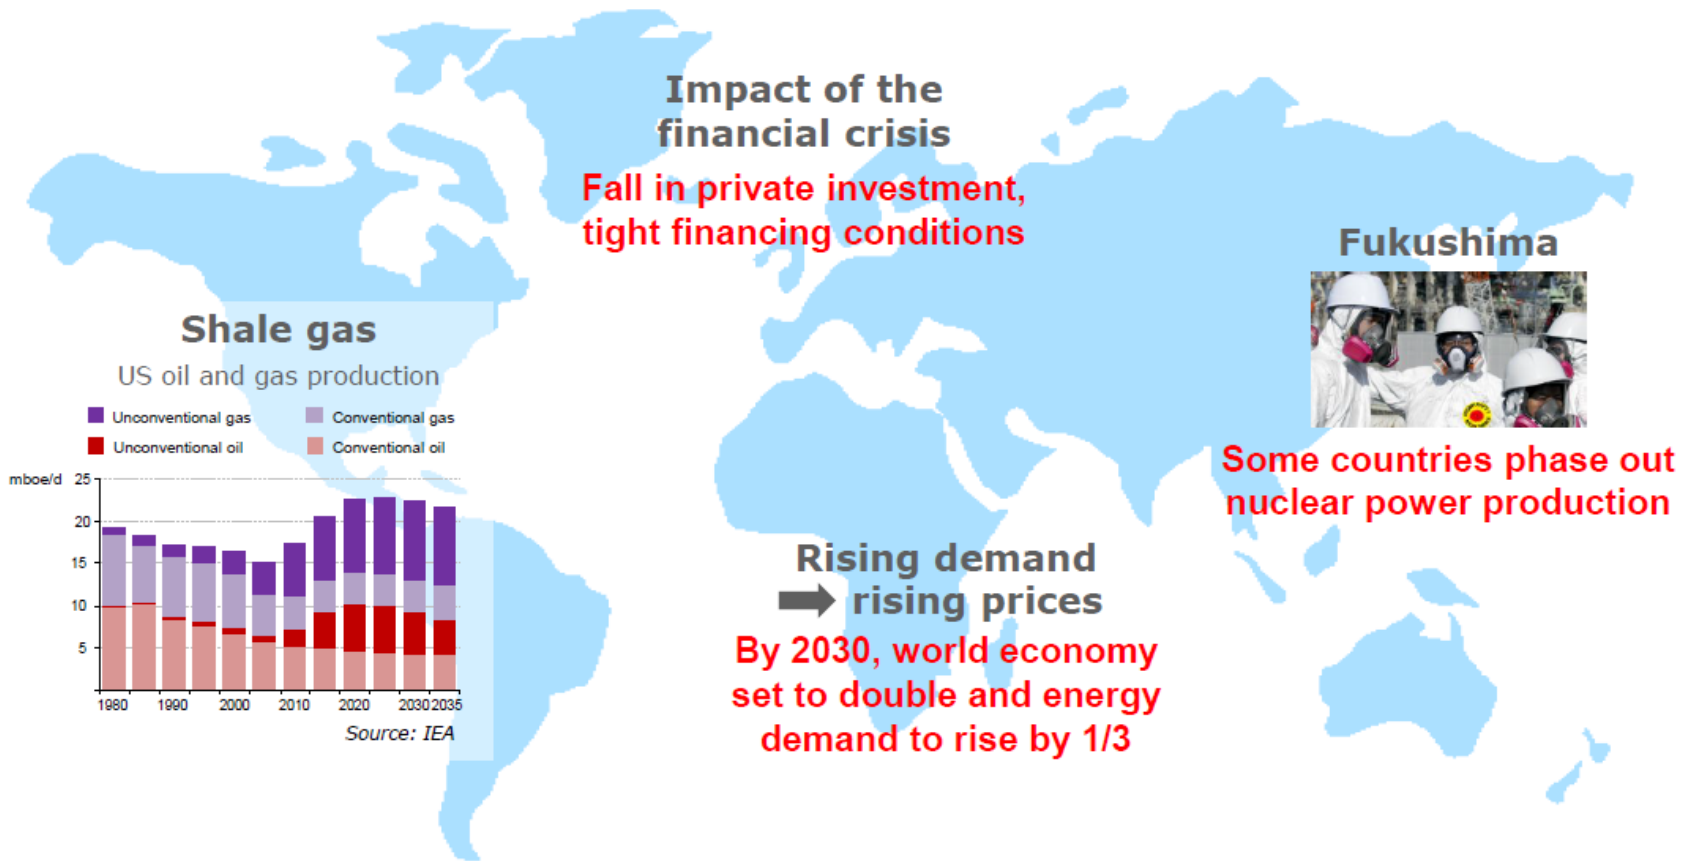 Impact of the
financial crisis
Fall in private investment,
tight financing conditions
Fukushima
Some countries phase out
nuclear power production
Shale gas
US oil and gas production
Unconventional gas
Conventional gas
Unconventional oil
Conventional oil
mboe/d
25
20
15
10
5
1980
1990
2000
2010
2020
2030
2035
Source: IEA
Rising demand
rising prices
By 2030, world economy
set to double and energy
demand to rise by 1/3